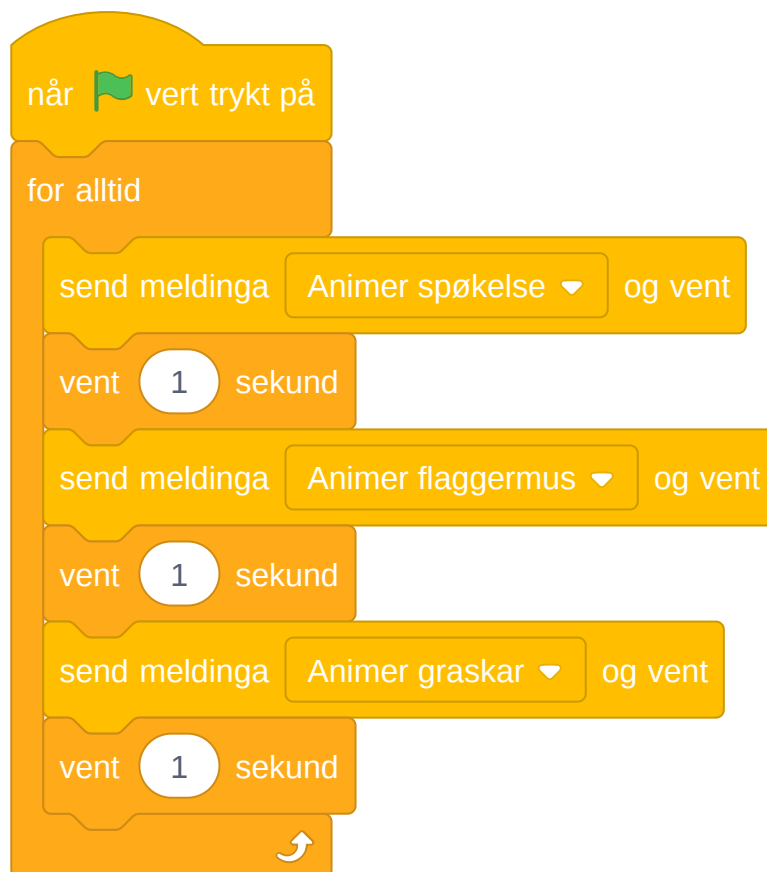 når vert trykt på
for alltid
send meldinga Animer spøkelse og vent
vent 1 sekund
send meldinga Animer flaggermus og vent
vent 1 sekund
send meldinga Animer graskar og vent
vent 1 sekund